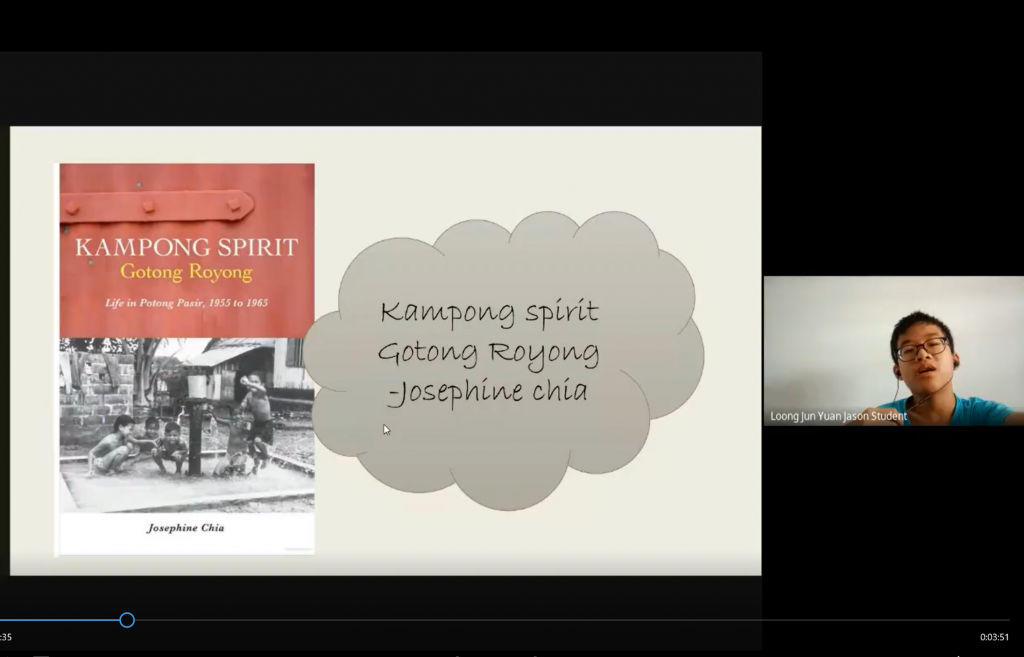 KAMPONG SPIRIT
Gotong Royong
Life in Potong Pasir, 1955 to 1965
Josephine Chia
Kampong spirit
Gotong Royong
-Josephine chia
Loong Jun Yuan Jason Student
:35
0:03:51